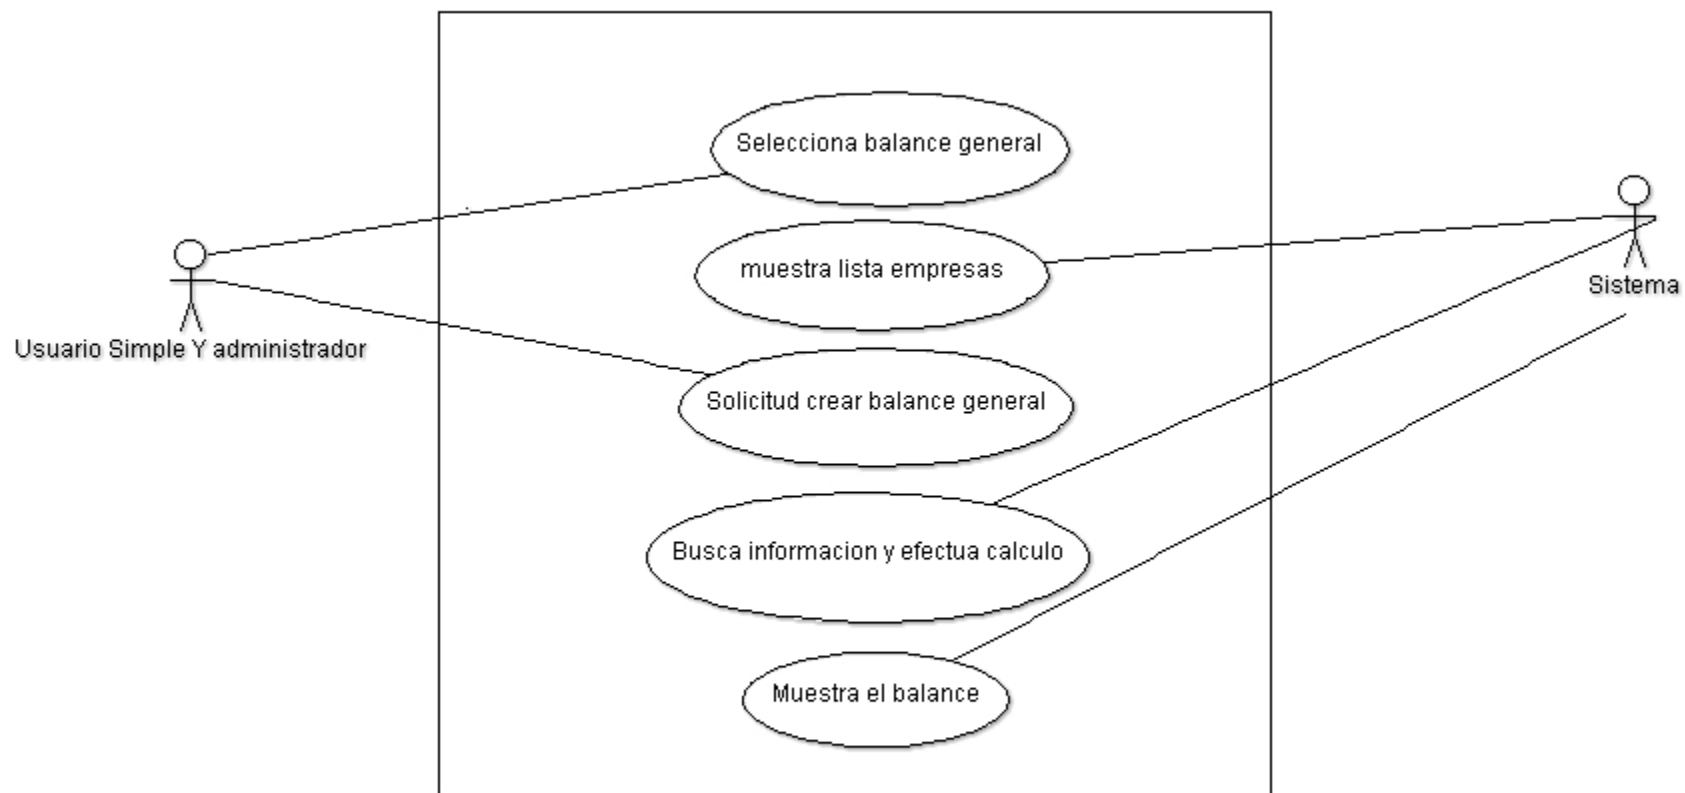 Selecciona balance general
muestra lista empresas
Sistema
Usuario Simple Y administrador
Solicitud crear balance general
Busca informacion y efectua calculo
Muestra el balance